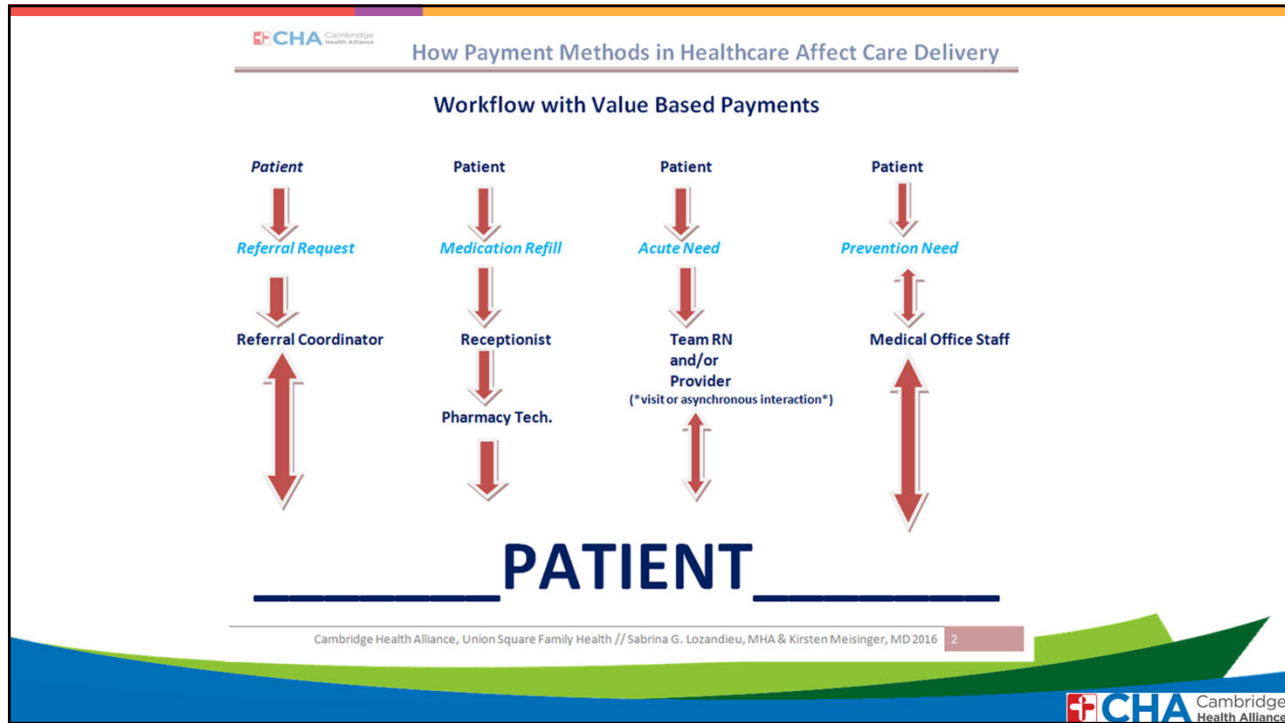 CHA Cambridge
Health Alliance
How Payment Methods in Healthcare Affect Care Delivery
Workflow with Value Based Payments
Patient Patient Patient Patient
Referral Request Medication Refill Acute Need Prevention Need
Referral Coordinator Receptionist Team RN Medical Office Staff
and/or
Provider
(*visit or asynchronous interaction*)
Pharmacy Tech.
_______PATIENT_______
Cambridge Health Alliance, Union Square Family Health // Sabrina G. Lozandieu, MHA & Kirsten Meisinger, MD 2016 2
CHA Cambridge
Health Alliance